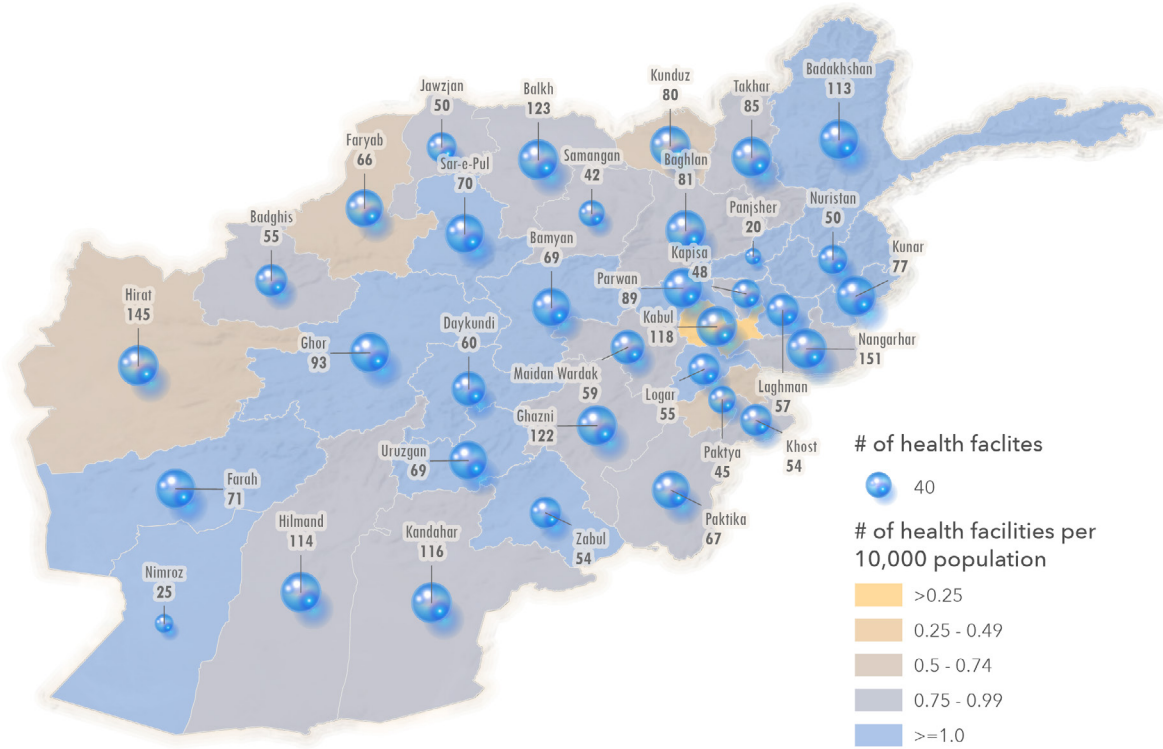 Badakhshan
113
Kunduz
80
Takhar
85
Jawzjan
50
Balkh
123
Faryab
66
Sar-e-Pul
70
Samangan
42
Baghlan
81
Panjsher
20
Nuristan
50
Badghis
55
Bamyan
69
Kapisa
48
Kunar
77
Parwan
89
Hirat
145
Kabul
118
Daykundi
60
Ghor
93
Nangarhar
151
Maidan Wardak
59
Logar
55
Laghman
57
Ghazni
122
Khost
54
Paktya
45
Uruzgan
69
Farah
71
Paktika
67
Hilmand
114
Kandahar
116
Zabul
54
Nimroz
25
# of health faclites
40
# of health facilities per
10,000 population
>0.25
0.25 - 0.49
0.5 - 0.74
0.75 - 0.99
>=1.0